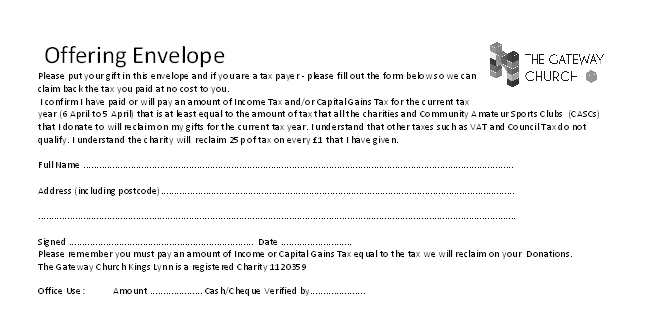 Offering Envelope
THE GATEWAY
CHURCH
Please put your gift in this envelope and if you are a tax payer - please fill out the form below so we can
claim back the tax you paid at no cost to you.
I confirm I have paid or will pay an amount of Income Tax and/or Capital Gains Tax for the current tax
year (6 April to 5 April) that is at least equal to the amount of tax that all the charities and Community Amateur Sports Clubs (CASCs)
that I donate to will reclaim on my gifts for the current tax year. I understand that other taxes such as VAT and Council Tax do not
qualify. I understand the charity will reclaim 25 p of tax on every £1 that I have given.
Full Name ................................................................
Address (including postcode) ................................................................
................................................................
Signed ................................ Date ................
Please remember you must pay an amount of Income or Capital Gains Tax equal to the tax we will reclaim on your Donations.
The Gateway Church Kings Lynn is a registered Charity 1120359
Office Use: Amount .................... Cash/Cheque Verified by.....................